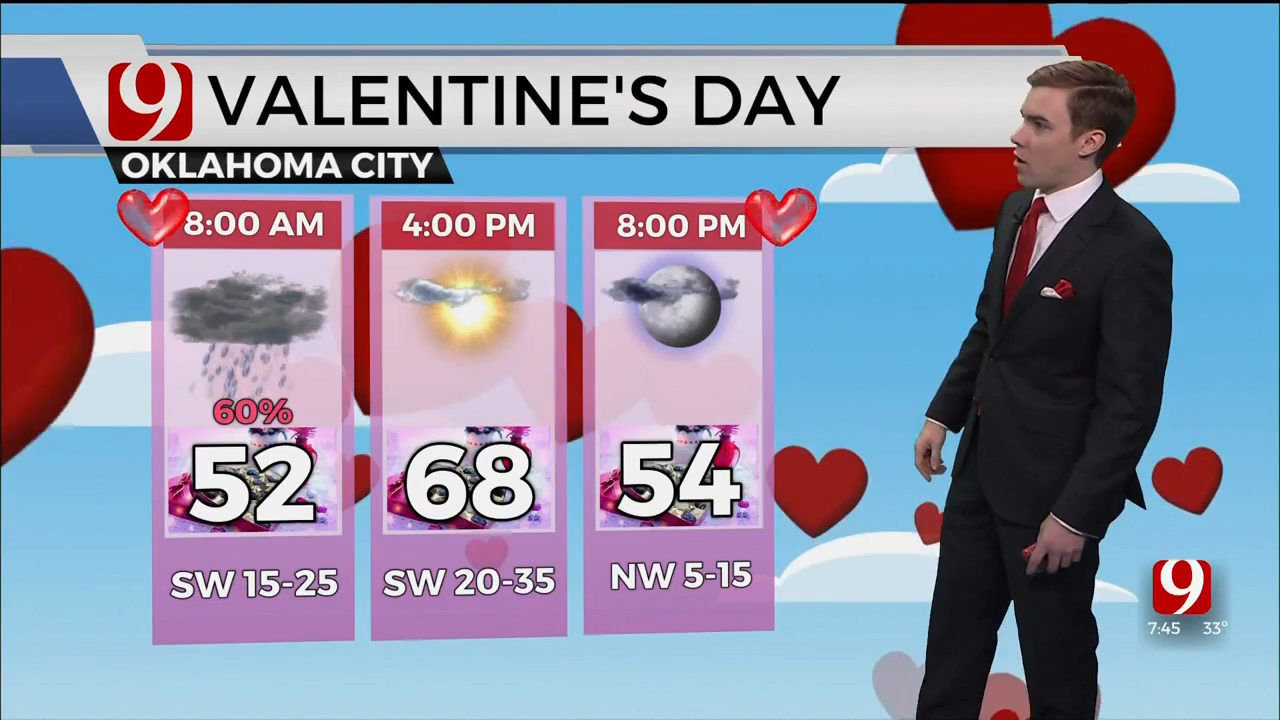 9 VALENTINE'S DAY
OKLAHOMA CITY
8:00 AM
60%
52
SW 15-25
4:00 PM
68
SW 20-35
8:00 PM
54
NW 5-15
9
7:45 33°